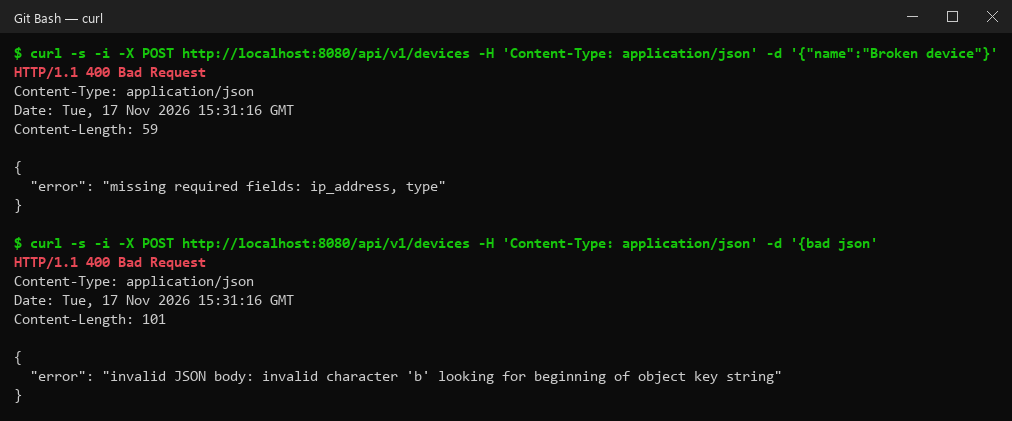 Git Bash — curl
$ curl -s -i -X POST http://localhost:8080/api/v1/devices -H 'Content-Type: application/json' -d '{"name":"Broken device"}'
HTTP/1.1 400 Bad Request
Content-Type: application/json
Date: Tue, 17 Nov 2026 15:31:16 GMT
Content-Length: 59

{
  "error": "missing required fields: ip_address, type"
}

$ curl -s -i -X POST http://localhost:8080/api/v1/devices -H 'Content-Type: application/json' -d '{bad json'
HTTP/1.1 400 Bad Request
Content-Type: application/json
Date: Tue, 17 Nov 2026 15:31:16 GMT
Content-Length: 101

{
  "error": "invalid JSON body: invalid character 'b' looking for beginning of object key string"
}